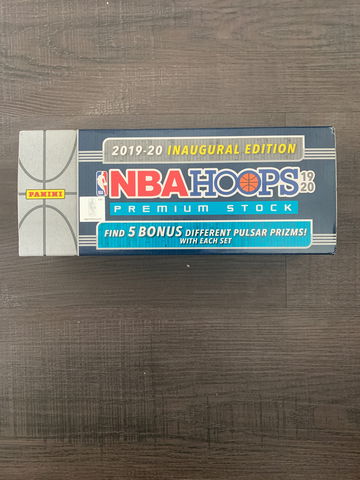 2019-20 INAUGURAL EDITION
PANINI
NBA HOOPS 19 20
PREMIUM STOCK
FIND 5 BONUS DIFFERENT PULSAR PRIZMS!
WITH EACH SET